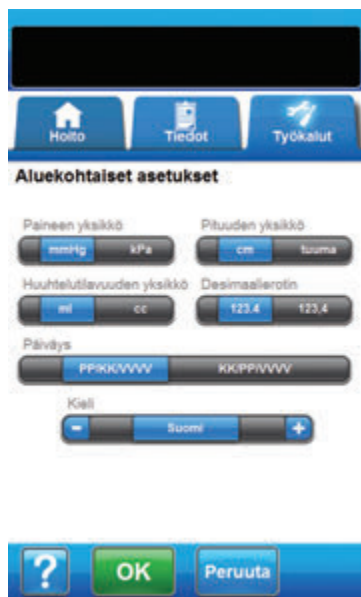 Hoito Tiedot Työkalut
Aluekohtaiset asetukset
Paineen yksikkö Pituuden yksikkö
mmHg kPa cm tuuma
Huuhtelutilavuuden yksikkö Desimaalierotin
ml cc 123.4 123,4
Päiväys
PP/KK/VVVV KK/PP/VVVV
Kieli
- Suomi +
? OK Peruuta